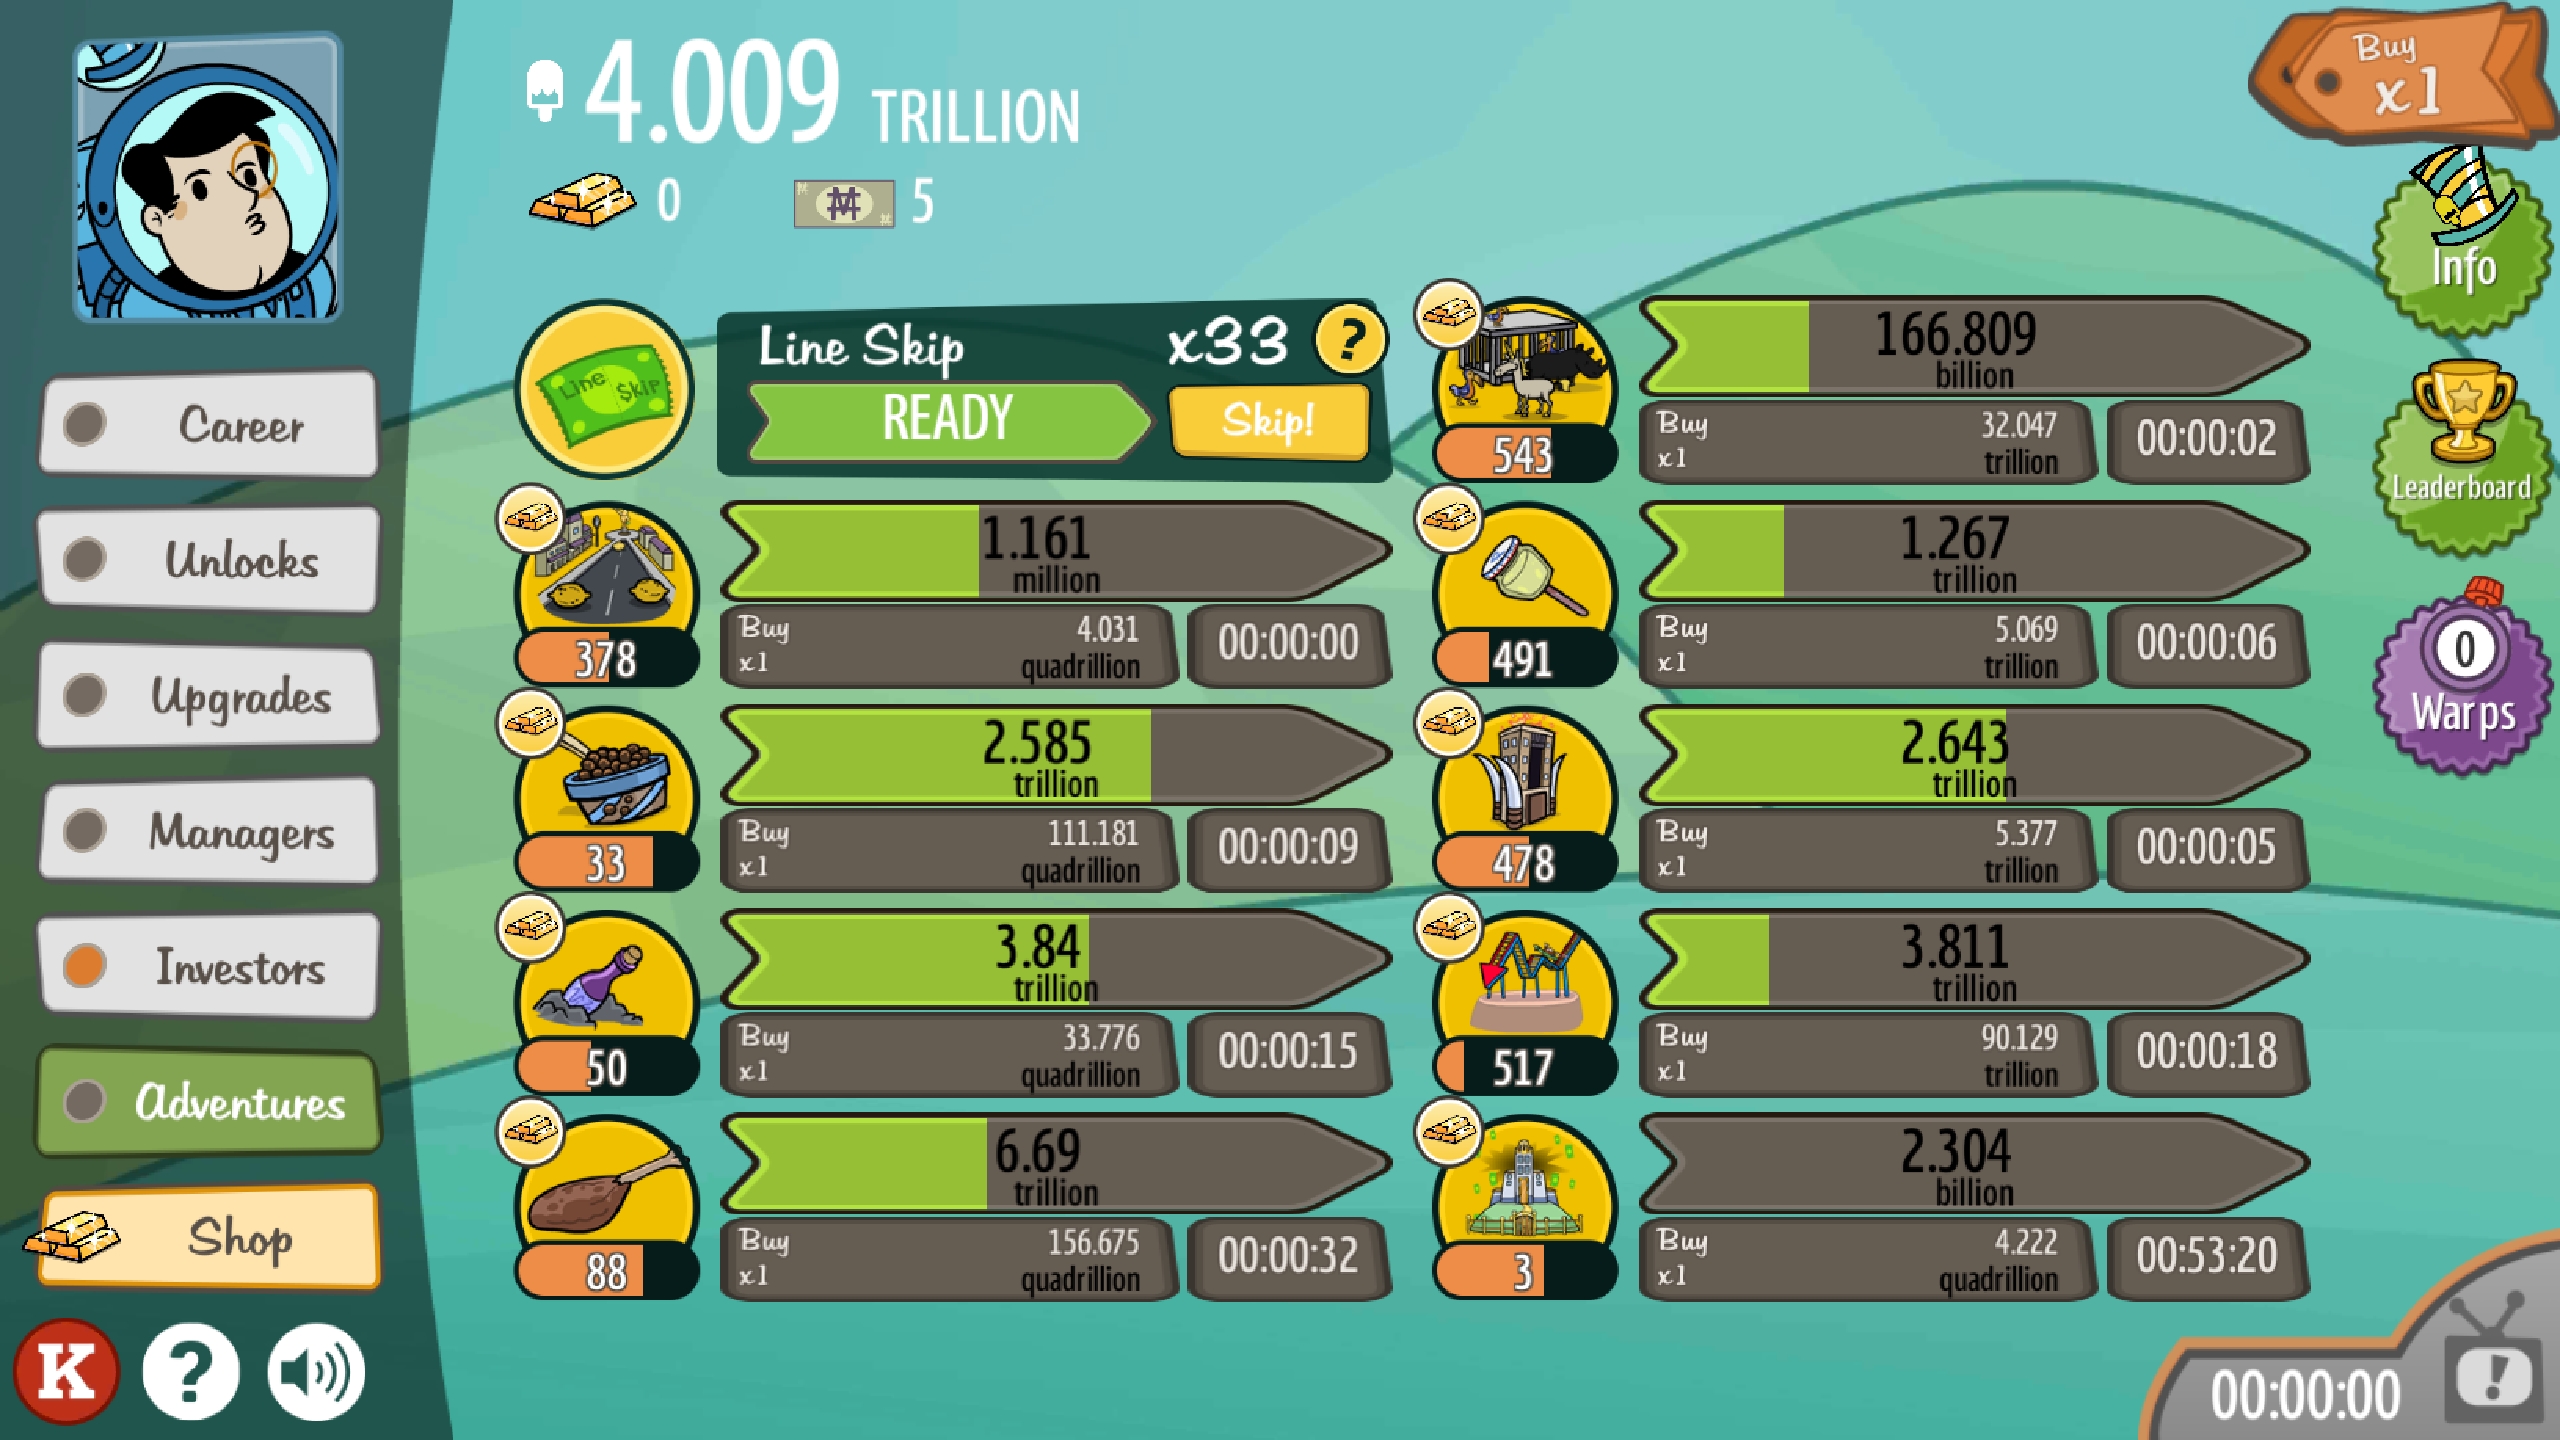 4.009 TRILLION
0
5
Buy
x1
Info
Leaderboard
0
Warps
Career
Unlocks
Upgrades
Managers
Investors
Adventures
Shop
K
?
Line Skip
Line Skip
x33
?
READY
Skip!
378
1.161
million
Buy
x1
4.031
quadrillion
00:00:00
33
2.585
trillion
Buy
x1
111.181
quadrillion
00:00:09
50
3.84
trillion
Buy
x1
33.776
quadrillion
00:00:15
88
6.69
trillion
Buy
x1
156.675
quadrillion
00:00:32
543
166.809
billion
Buy
x1
32.047
trillion
00:00:02
491
1.267
trillion
Buy
x1
5.069
trillion
00:00:06
478
2.643
trillion
Buy
x1
5.377
trillion
00:00:05
517
3.811
trillion
Buy
x1
90.129
trillion
00:00:18
3
2.304
billion
Buy
x1
4.222
quadrillion
00:53:20
00:00:00
!